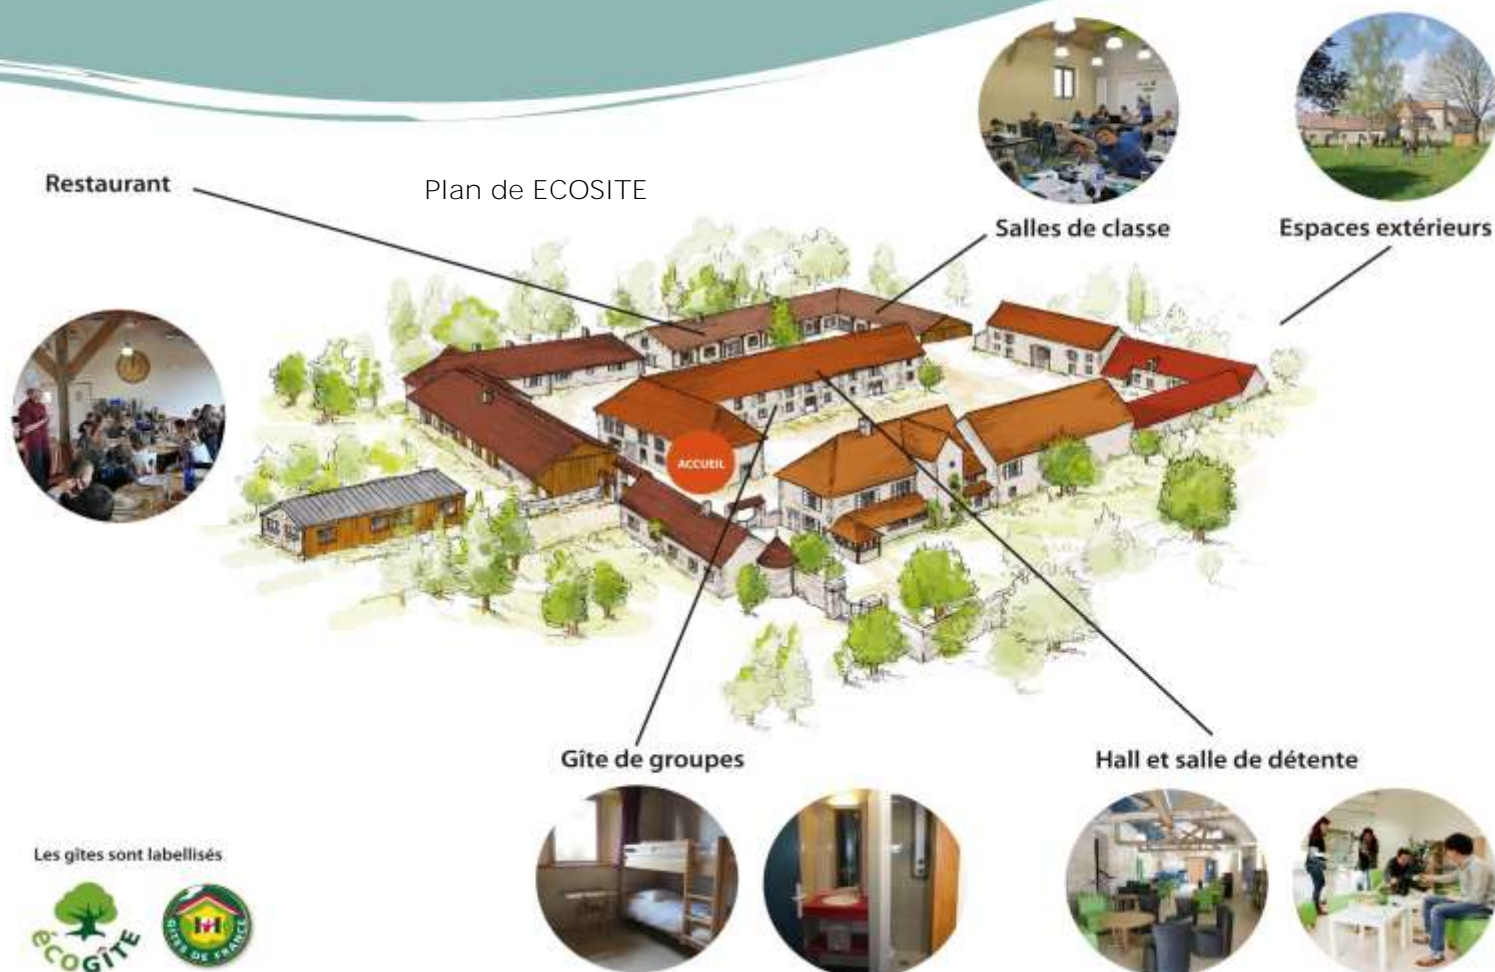 Plan de ECOSITE
Restaurant
Salles de classe
Espaces extérieurs
ACCUEIL
Gîte de groupes
Hall et salle de détente
Les gîtes sont labellisés
éCOGîTE
GITES DE FRANCE